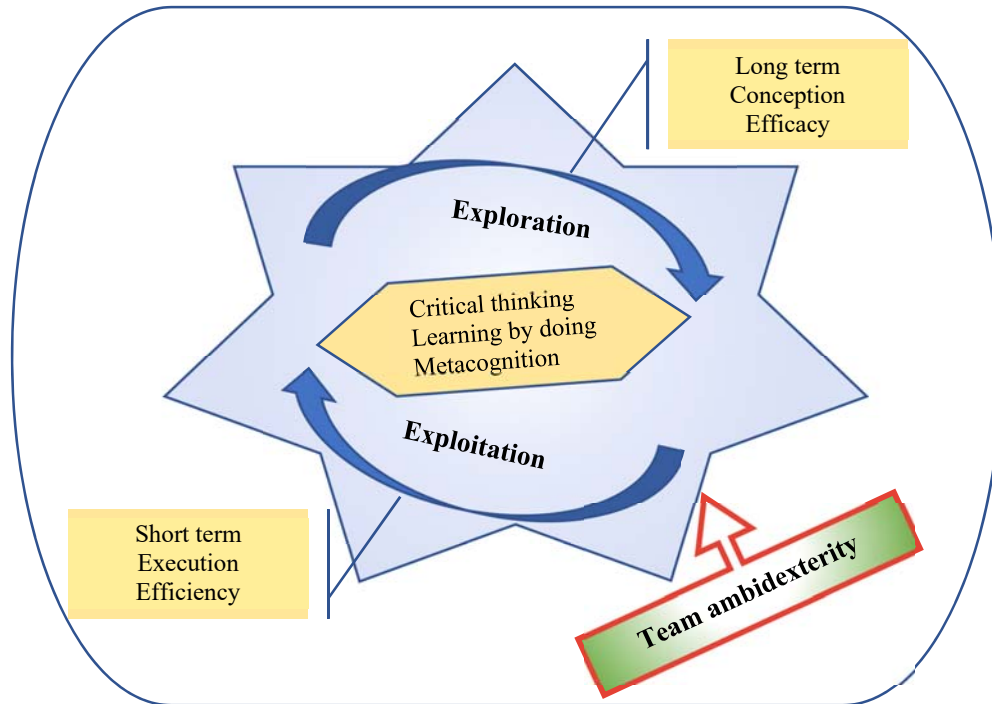 Long term
Conception
Efficacy
Exploration
Critical thinking
Learning by doing
Metacognition
Exploitation
Short term
Execution
Efficiency
Team ambidexterity